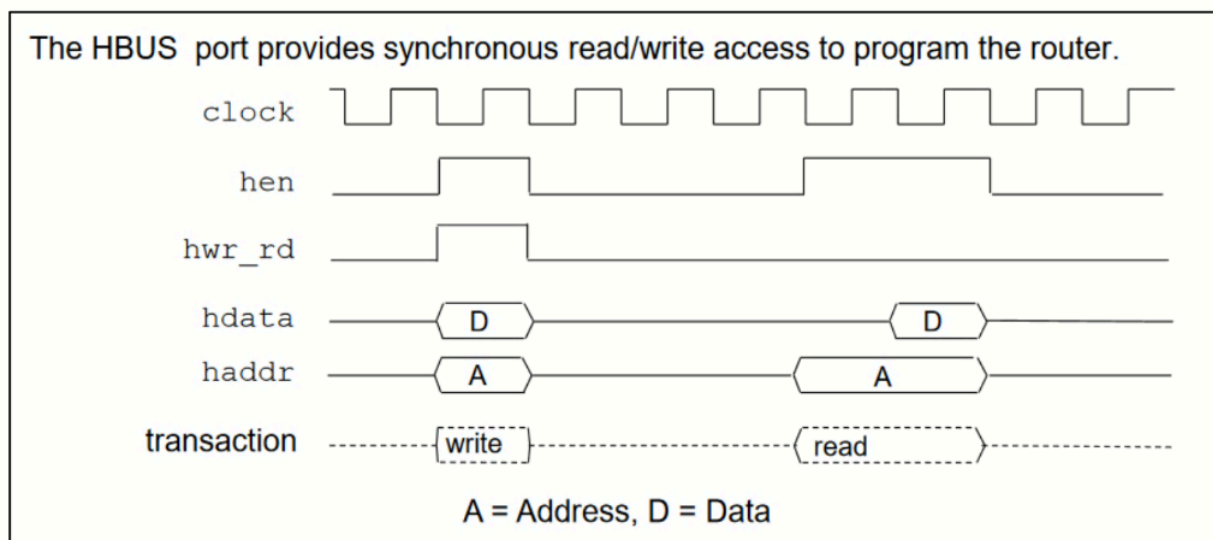 The HBUS port provides synchronous read/write access to program the router.
clock
hen
hwr_rd
hdata D D
haddr A A
transaction write read
A = Address, D = Data